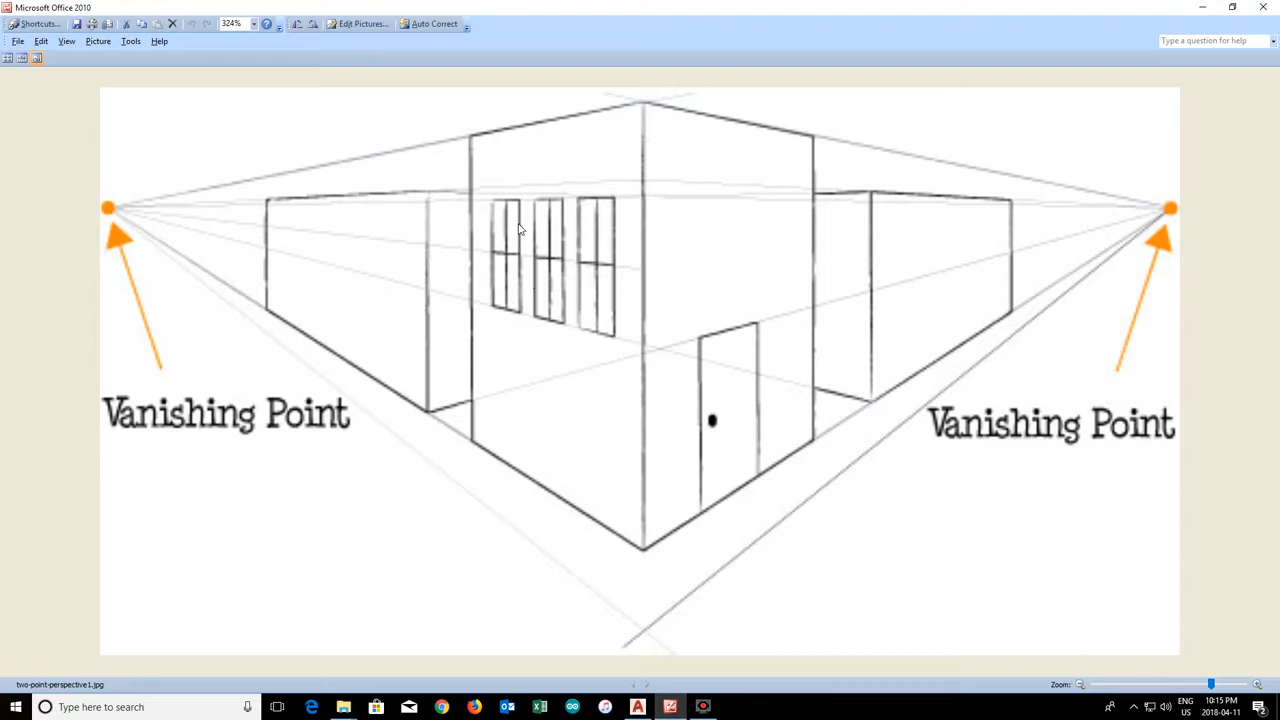 Microsoft Office 2010
Shortcuts...
324%
Edit Pictures...
Auto Correct
File Edit View Picture Tools Help
Type a question for help
Vanishing Point
Vanishing Point
two-point-perspective1.jpg
Zoom:
Type here to search
ENG
US
10:15 PM
2018-04-11